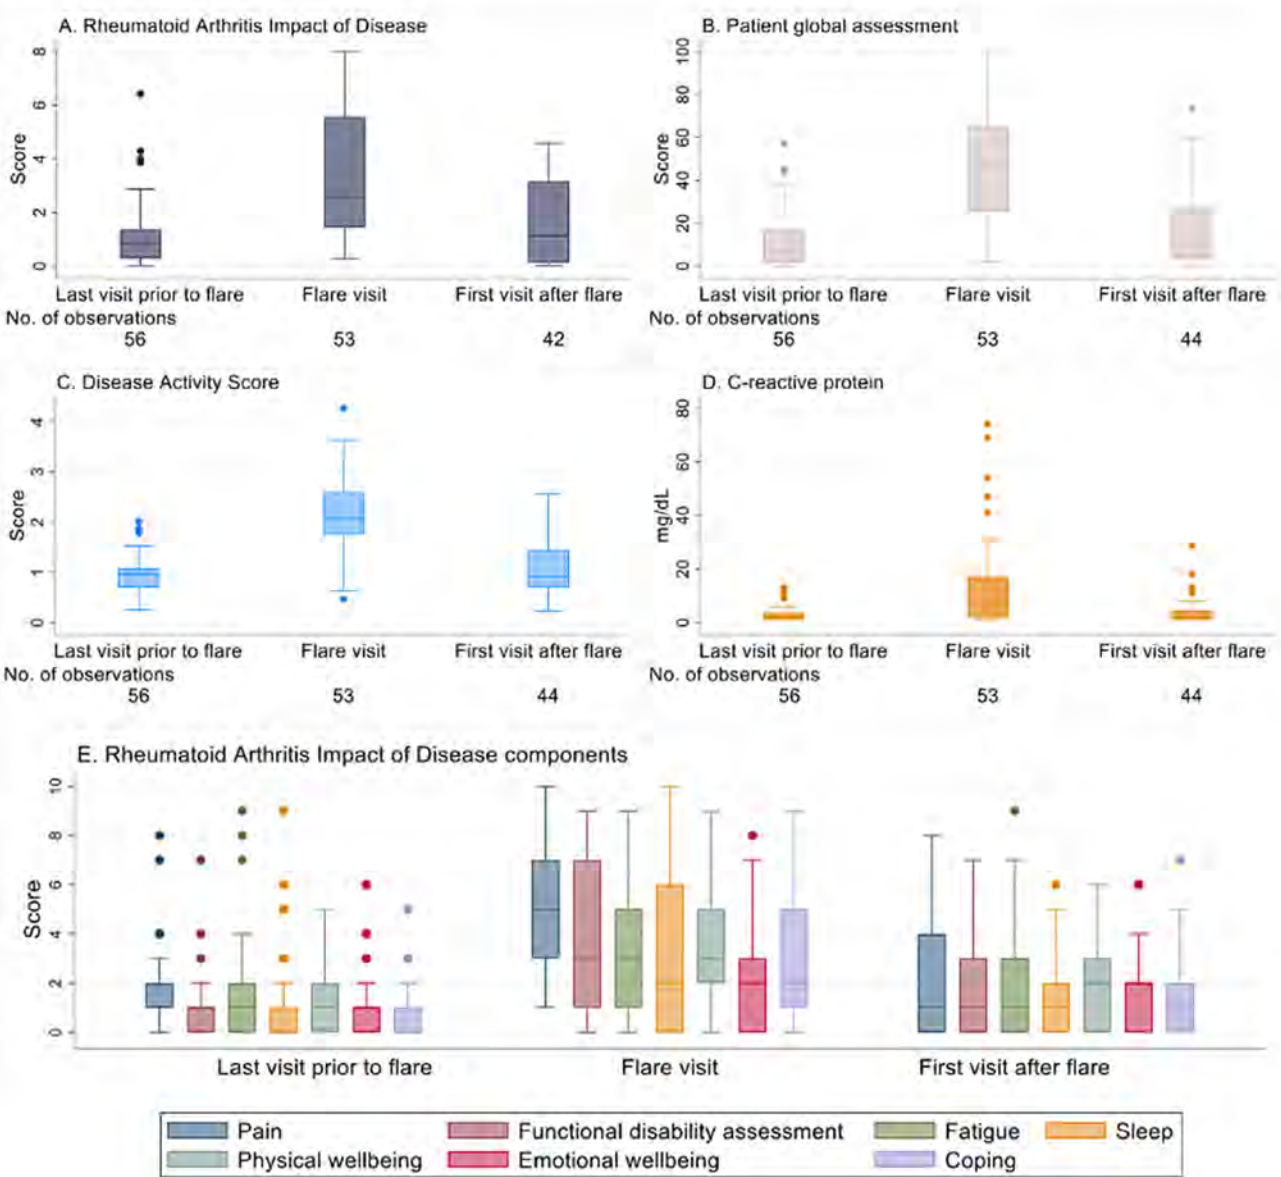 A. Rheumatoid Arthritis Impact of Disease
Score
8
6
4
2
0
Last visit prior to flare Flare visit First visit after flare
No. of observations
56 53 42
B. Patient global assessment
Score
100
80
60
40
20
0
Last visit prior to flare Flare visit First visit after flare
No. of observations
56 53 44
C. Disease Activity Score
Score
4
3
2
1
0
Last visit prior to flare Flare visit First visit after flare
No. of observations
56 53 44
D. C-reactive protein
mg/dL
80
60
40
20
0
Last visit prior to flare Flare visit First visit after flare
No. of observations
56 53 44
E. Rheumatoid Arthritis Impact of Disease components
Score
10
8
6
4
2
0
Last visit prior to flare Flare visit First visit after flare
Pain Functional disability assessment Fatigue Sleep
Physical wellbeing Emotional wellbeing Coping